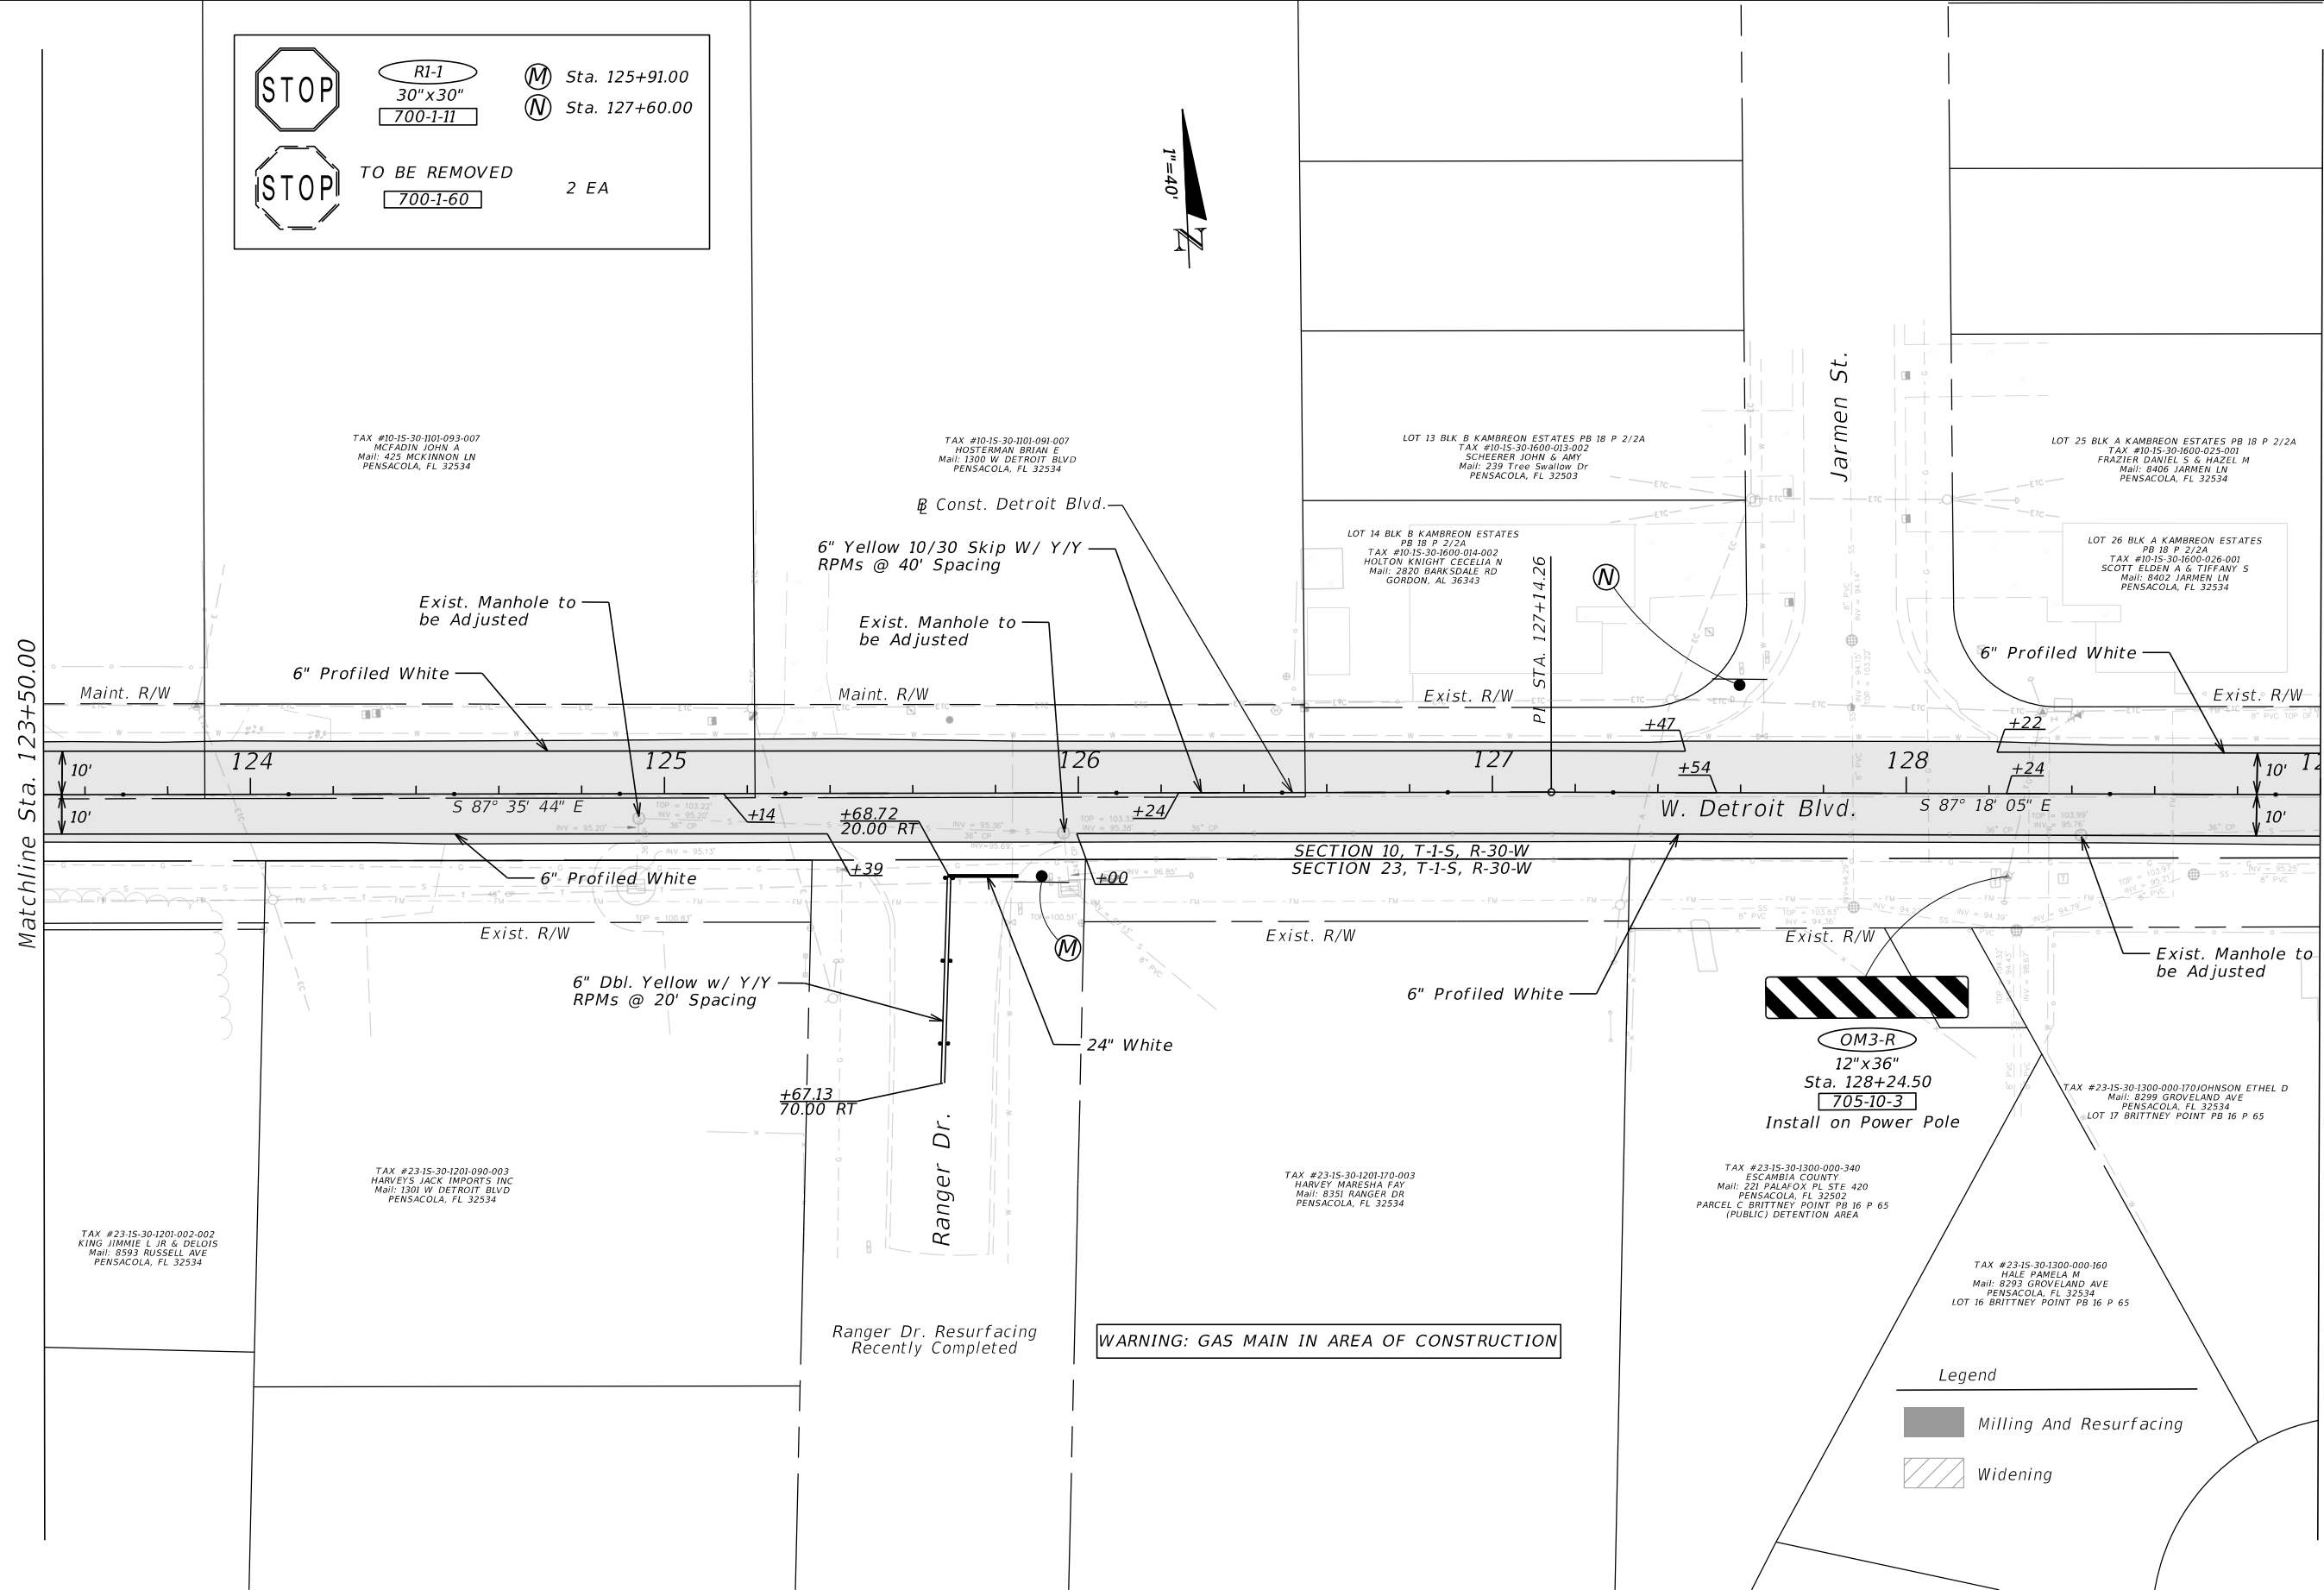 STOP
R1-1
30"x30"
700-1-11
M Sta. 125+91.00
N Sta. 127+60.00
STOP
TO BE REMOVED
700-1-60
2 EA
1"=40'
N
Jarmen St.
TAX #10-1S-30-1101-093-007
MCFADIN JOHN A
Mail: 425 MCKINNON LN
PENSACOLA, FL 32534
TAX #10-1S-30-1101-091-007
HOSTERMAN BRIAN E
Mail: 1300 W DETROIT BLVD
PENSACOLA, FL 32534
LOT 13 BLK B KAMBREON ESTATES PB 18 P 2/2A
TAX #10-1S-30-1600-013-002
SCHEERER JOHN & AMY
Mail: 239 Tree Swallow Dr
PENSACOLA, FL 32503
LOT 25 BLK A KAMBREON ESTATES PB 18 P 2/2A
TAX #10-1S-30-1600-025-001
FRAZIER DANIEL S & HAZEL M
Mail: 8406 JARMEN LN
PENSACOLA, FL 32534
BL Const. Detroit Blvd.
6" Yellow 10/30 Skip W/ Y/Y
RPMs @ 40' Spacing
LOT 14 BLK B KAMBREON ESTATES
PB 18 P 2/2A
TAX #10-1S-30-1600-014-002
HOLTON KNIGHT CECELIA N
Mail: 2820 BARKSDALE RD
GORDON, AL 36343
PI STA. 127+14.26
N
LOT 26 BLK A KAMBREON ESTATES
PB 18 P 2/2A
TAX #10-1S-30-1600-026-001
SCOTT ELDEN A & TIFFANY S
Mail: 8402 JARMEN LN
PENSACOLA, FL 32534
Exist. Manhole to
be Adjusted
Exist. Manhole to
be Adjusted
6" Profiled White
6" Profiled White
Matchline Sta. 123+50.00
Maint. R/W
Maint. R/W
Exist. R/W
Exist. R/W
+47
+22
124
125
126
127
128
12
10'
+54
+24
10'
10'
S 87° 35' 44" E
+14
+68.72
20.00 RT
+24
W. Detroit Blvd.
S 87° 18' 05" E
10'
SECTION 10, T-1-S, R-30-W
SECTION 23, T-1-S, R-30-W
6" Profiled White
+39
+00
Exist. R/W
M
Exist. R/W
Exist. R/W
Exist. Manhole to
be Adjusted
6" Dbl. Yellow w/ Y/Y
RPMs @ 20' Spacing
6" Profiled White
24" White
OM3-R
12"x36"
Sta. 128+24.50
705-10-3
Install on Power Pole
+67.13
70.00 RT
Ranger Dr.
TAX #23-1S-30-1300-000-170JOHNSON ETHEL D
Mail: 8299 GROVELAND AVE
PENSACOLA, FL 32534
LOT 17 BRITTNEY POINT PB 16 P 65
TAX #23-1S-30-1201-090-003
HARVEYS JACK IMPORTS INC
Mail: 1301 W DETROIT BLVD
PENSACOLA, FL 32534
TAX #23-1S-30-1201-170-003
HARVEY MARESHA FAY
Mail: 8351 RANGER DR
PENSACOLA, FL 32534
TAX #23-1S-30-1300-000-340
ESCAMBIA COUNTY
Mail: 221 PALAFOX PL STE 420
PENSACOLA, FL 32502
PARCEL C BRITTNEY POINT PB 16 P 65
(PUBLIC) DETENTION AREA
TAX #23-1S-30-1201-002-002
KING JIMMIE L JR & DELOIS
Mail: 8593 RUSSELL AVE
PENSACOLA, FL 32534
TAX #23-1S-30-1300-000-160
HALE PAMELA M
Mail: 8293 GROVELAND AVE
PENSACOLA, FL 32534
LOT 16 BRITTNEY POINT PB 16 P 65
Ranger Dr. Resurfacing
Recently Completed
WARNING: GAS MAIN IN AREA OF CONSTRUCTION
Legend
Milling And Resurfacing
Widening